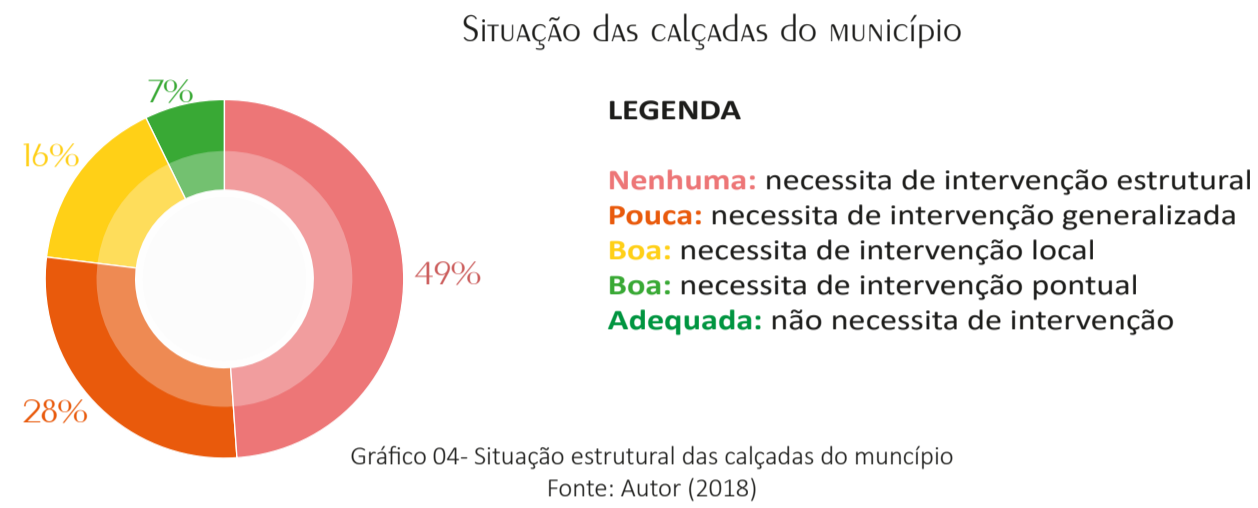 Situação das calçadas do município
7%
16%
49%
28%
LEGENDA
Nenhuma: necessita de intervenção estrutural
Pouca: necessita de intervenção generalizada
Boa: necessita de intervenção local
Boa: necessita de intervenção pontual
Adequada: não necessita de intervenção
Gráfico 04- Situação estrutural das calçadas do muncípio
Fonte: Autor (2018)